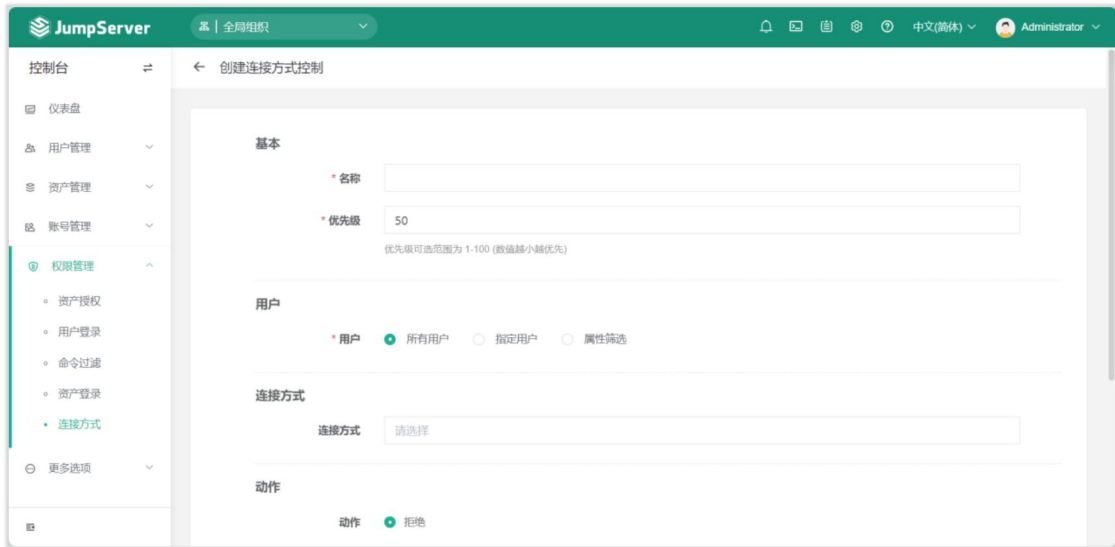 JumpServer
全局组织
中文(简体)
Administrator
控制台
创建连接方式控制
仪表盘
用户管理
资产管理
账号管理
权限管理
资产授权
用户登录
命令过滤
资产登录
连接方式
更多选项
基本
* 名称
* 优先级 50
优先级可选范围为 1-100 (数值越小越优先)
用户
* 用户 所有用户 指定用户 属性筛选
连接方式
连接方式 请选择
动作
动作 拒绝